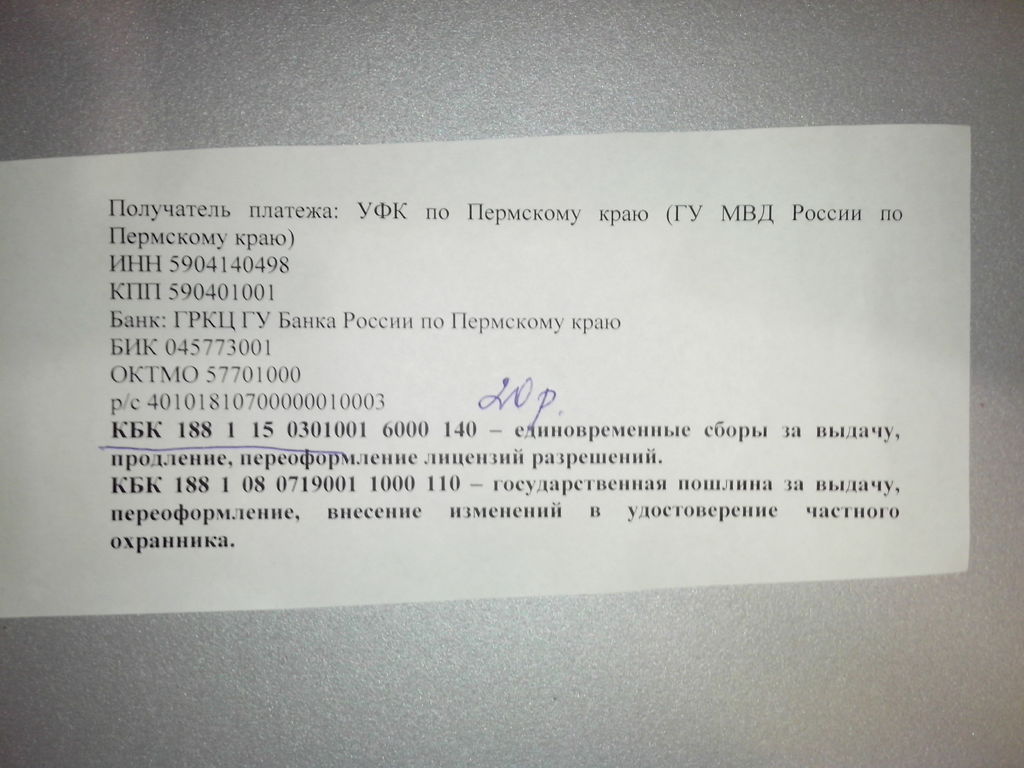 Получатель платежа: УФК по Пермскому краю (ГУ МВД России по
Пермскому краю)
ИНН 5904140498
КПП 590401001
Банк: ГРКЦ ГУ Банка России по Пермскому краю
БИК 045773001
ОКТМО 57701000
р/с 40101810700000010003
20 р.
КБК 188 1 15 0301001 6000 140 – единовременные сборы за выдачу,
продление, переоформление лицензий разрешений.
КБК 188 1 08 0719001 1000 110 – государственная пошлина за выдачу,
переоформление, внесение изменений в удостоверение частного
охранника.